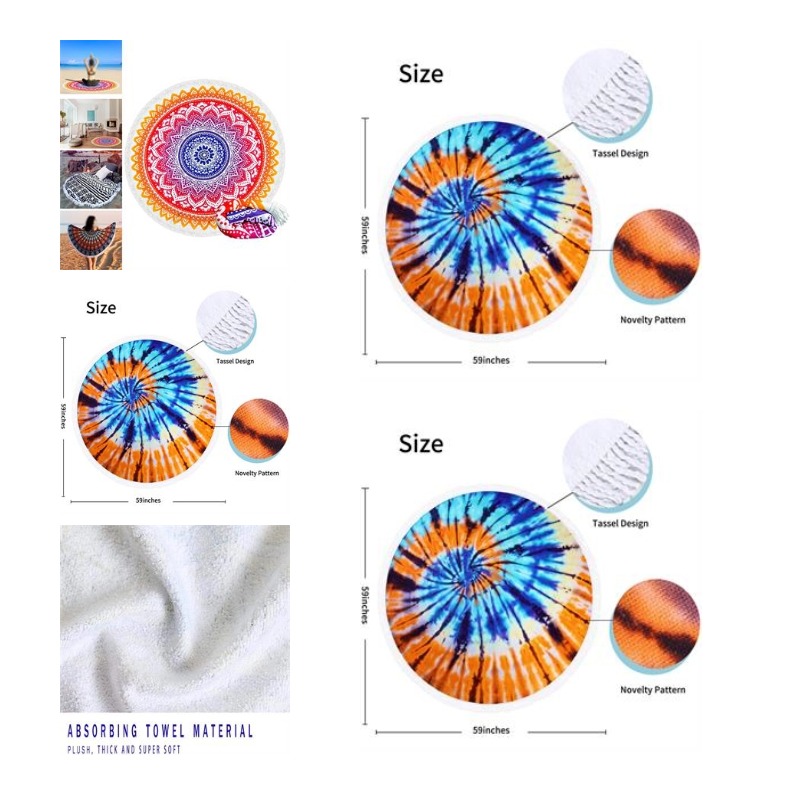 Size
Tassel Design
59inches
Novelty Pattern
59inches
Size
Tassel Design
59inches
Novelty Pattern
59inches
Size
Tassel Design
59inches
Novelty Pattern
59inches
ABSORBING TOWEL MATERIAL
PLUSH, THICK AND SUPER SOFT